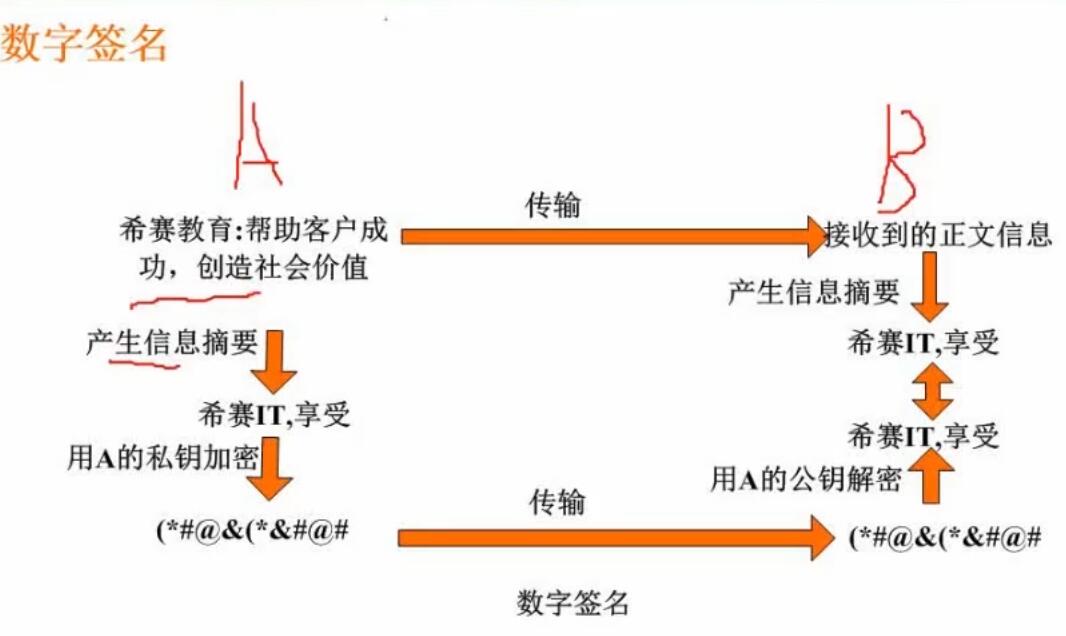 数字签名
A
B
传输
希赛教育:帮助客户成
功，创造社会价值
接收到的正文信息
产生信息摘要
产生信息摘要
希赛IT,享受
希赛IT,享受
希赛IT,享受
用A的私钥加密
用A的公钥解密
传输
(*#@&(*&#@#
(*#@&(*&#@#
数字签名